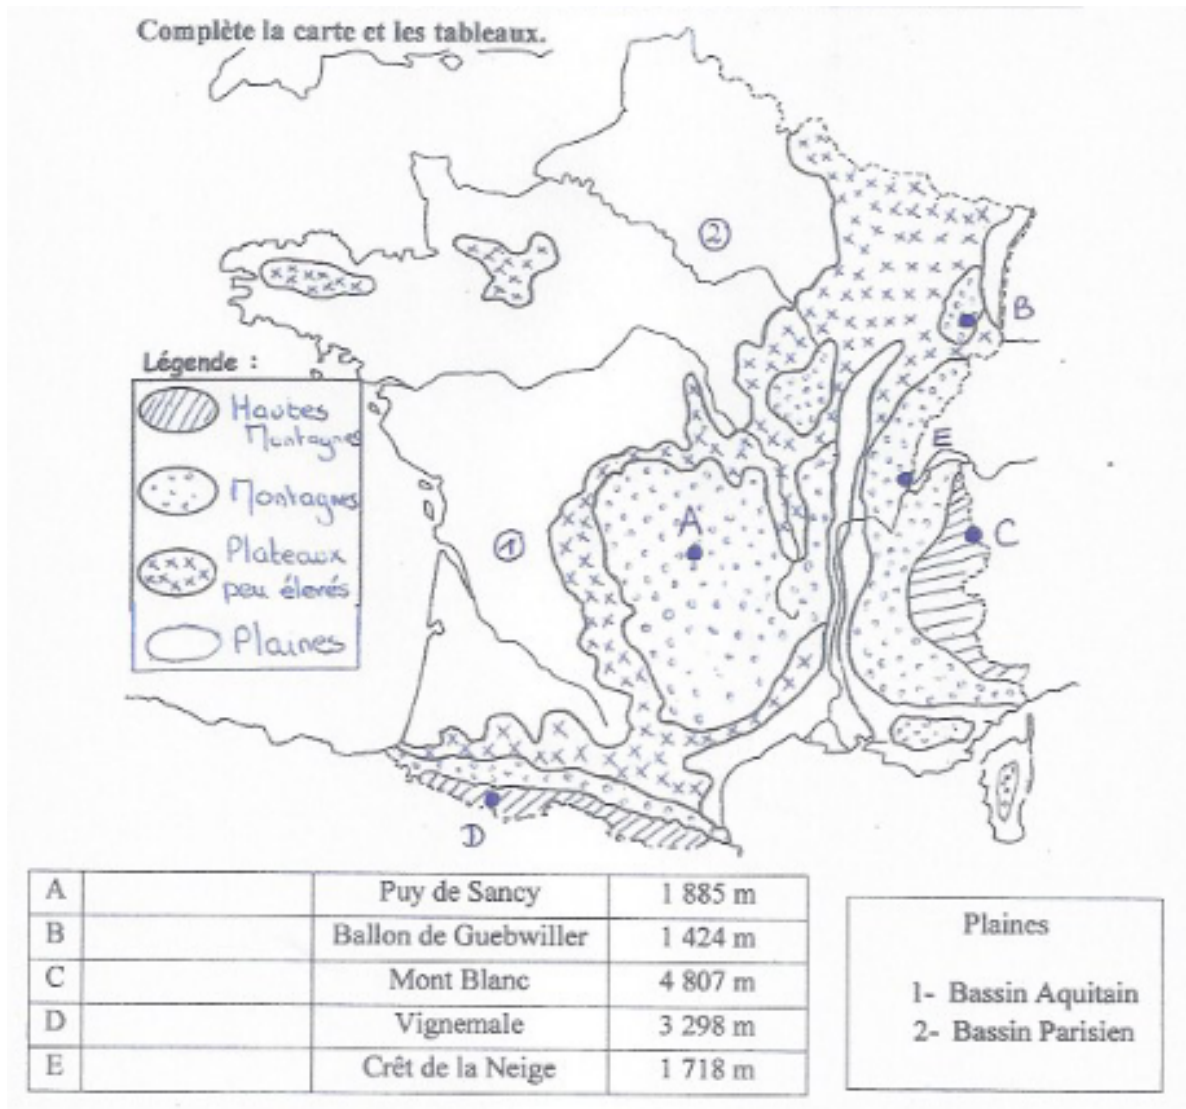 Complète la carte et les tableaux.
②
B
Légende :
Hautes
Montagnes
E
Montagnes
A
C
①
Plateaux
peu élevés
Plaines
D
A Puy de Sancy 1 885 m
B Ballon de Guebwiller 1 424 m
C Mont Blanc 4 807 m
D Vignemale 3 298 m
E Crêt de la Neige 1 718 m
Plaines
1- Bassin Aquitain
2- Bassin Parisien